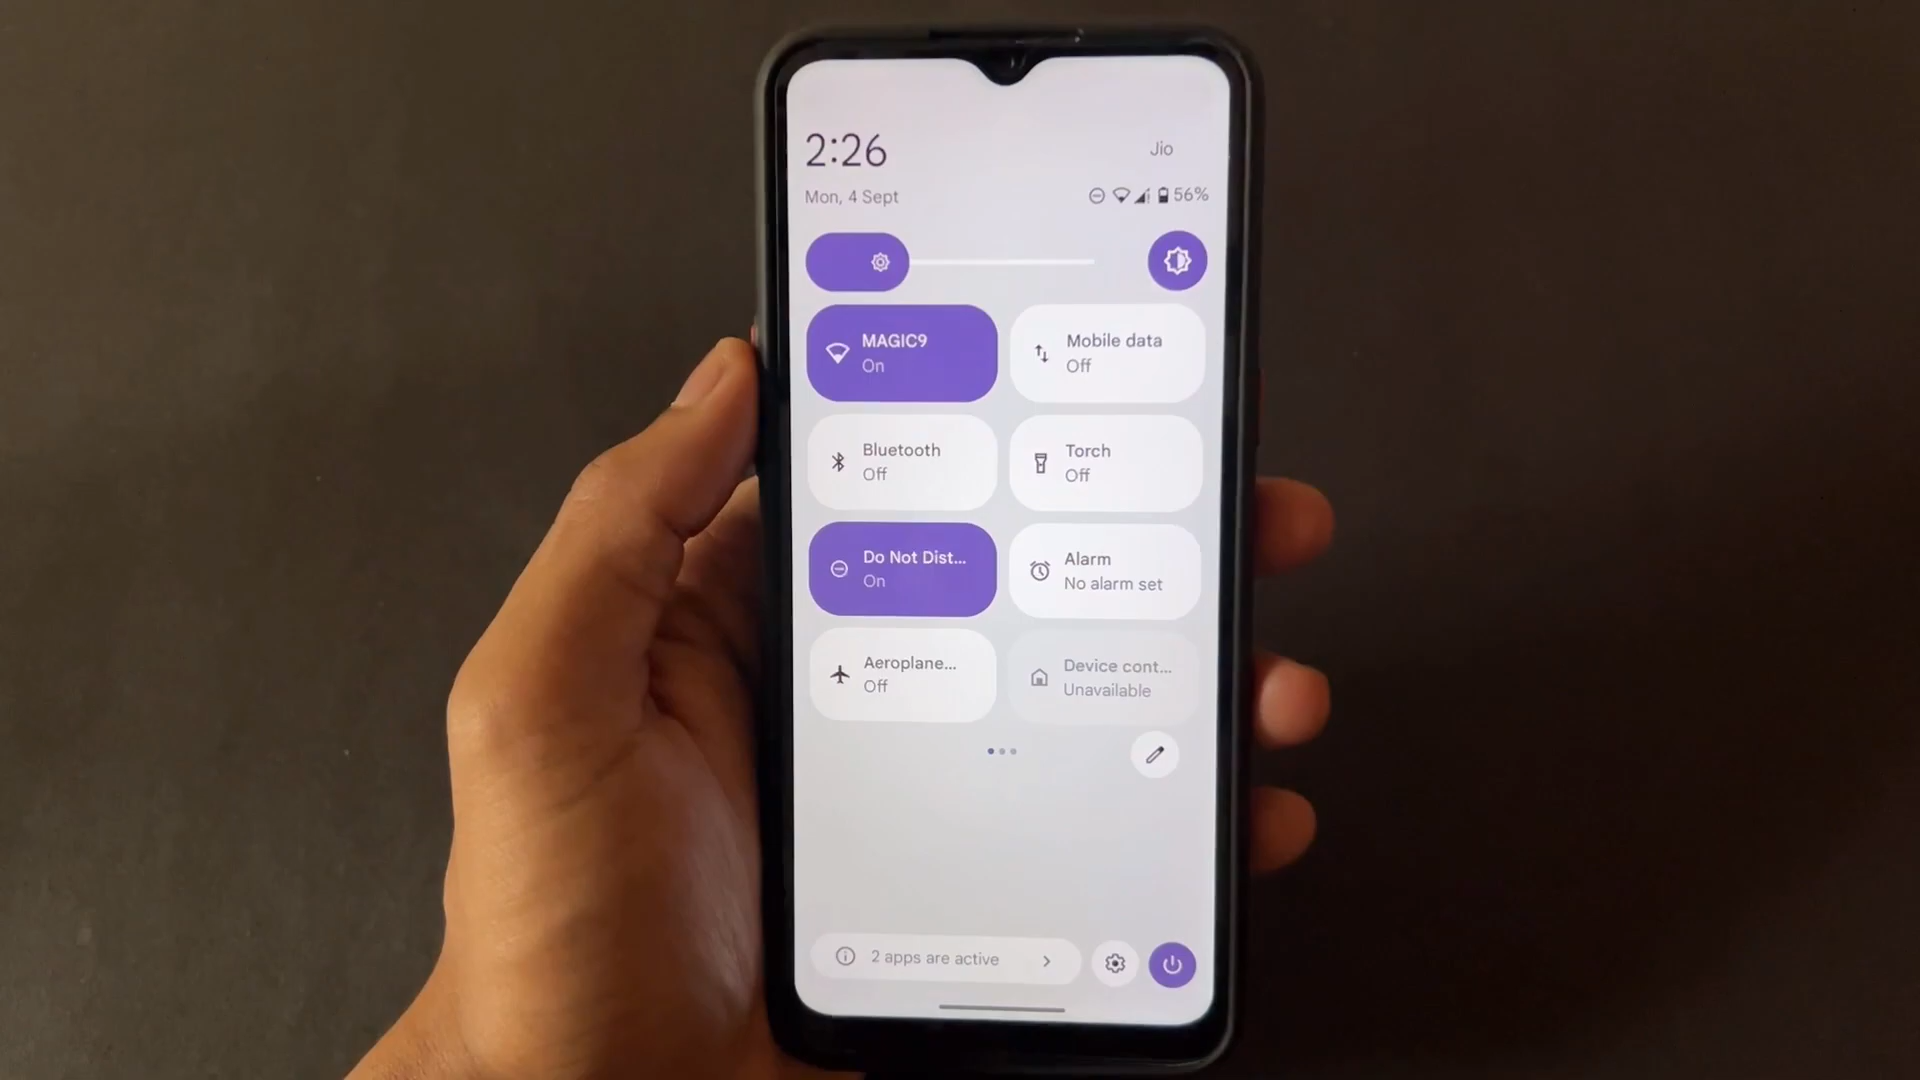 2:26
Jio
Mon, 4 Sept
56%
MAGIC9
On
Mobile data
Off
Bluetooth
Off
Torch
Off
Do Not Dist...
On
Alarm
No alarm set
Aeroplane...
Off
Device cont...
Unavailable
2 apps are active